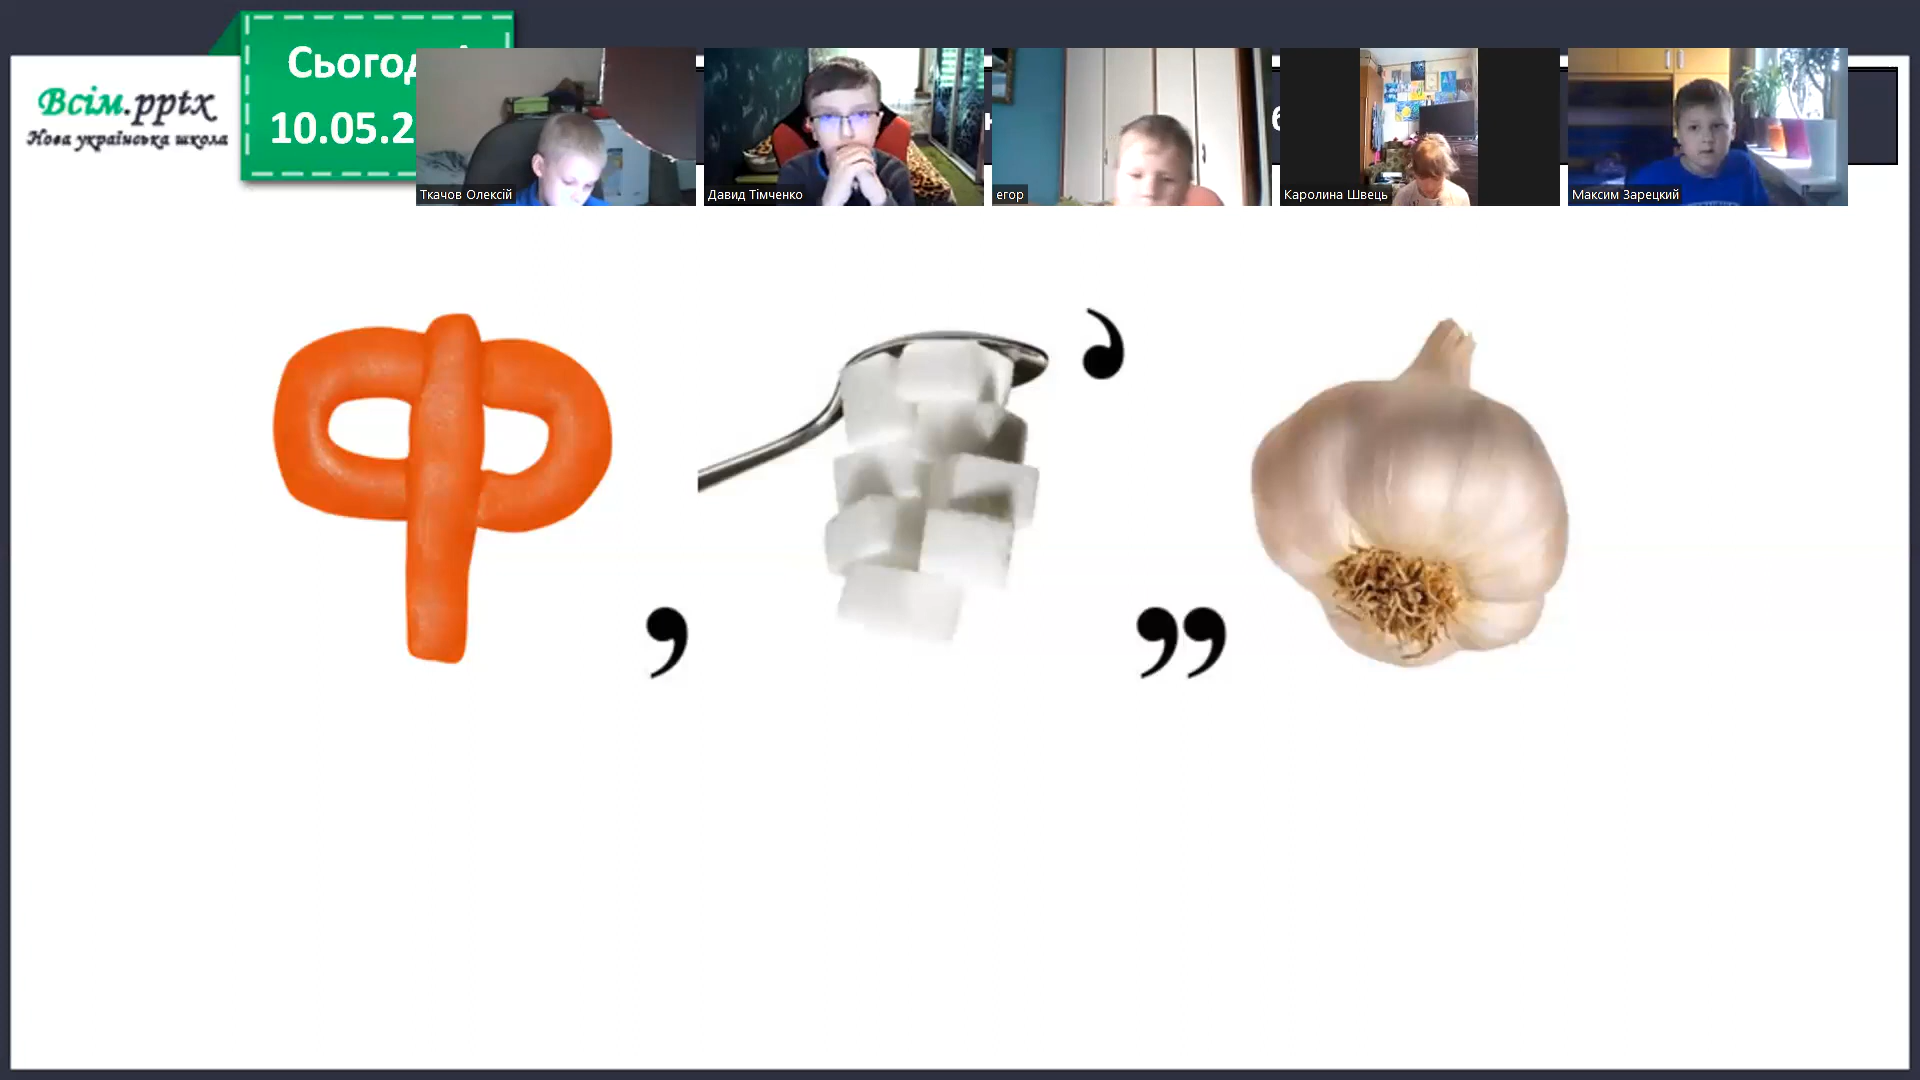 Сьогод
10.05.2
Всім.pptx
Нова українська школа
Ткачов Олексій
Давид Тімченко
егор
Каролина Швець
Максим Зарецкий
Ф
,
,
,,